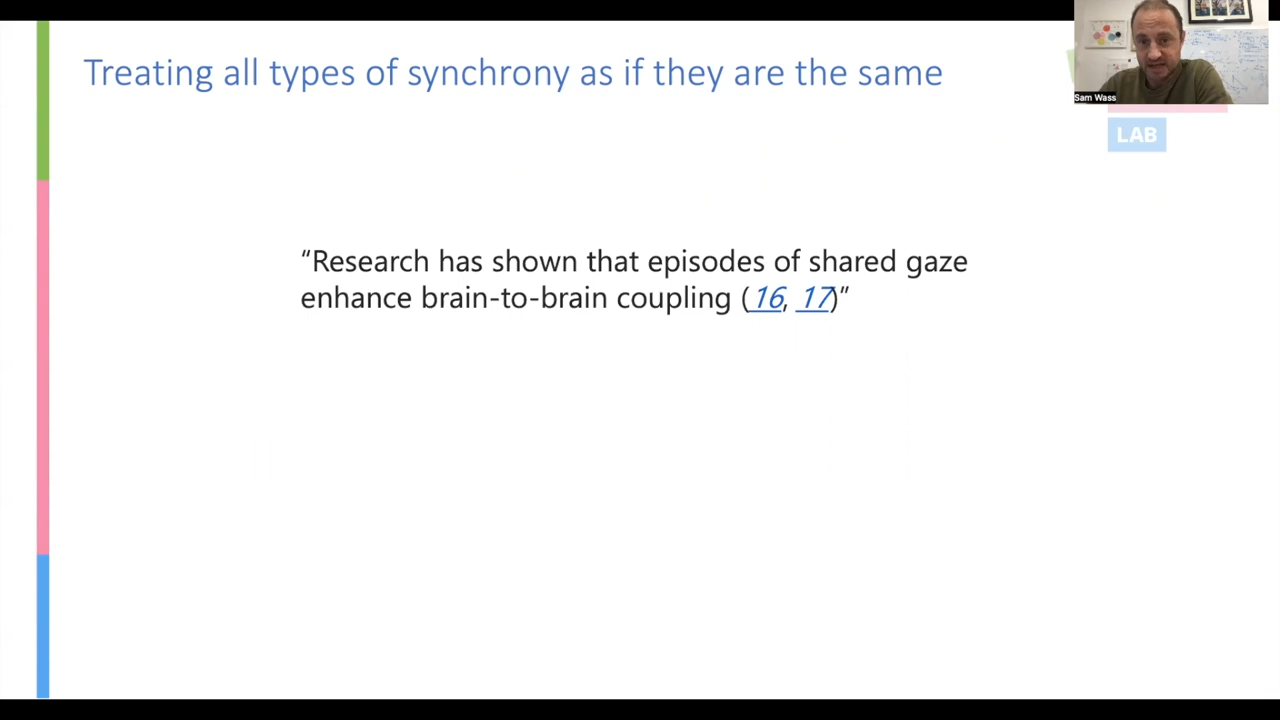 Treating all types of synchrony as if they are the same
Sam Wass
LAB
“Research has shown that episodes of shared gaze
enhance brain-to-brain coupling (16, 17)”